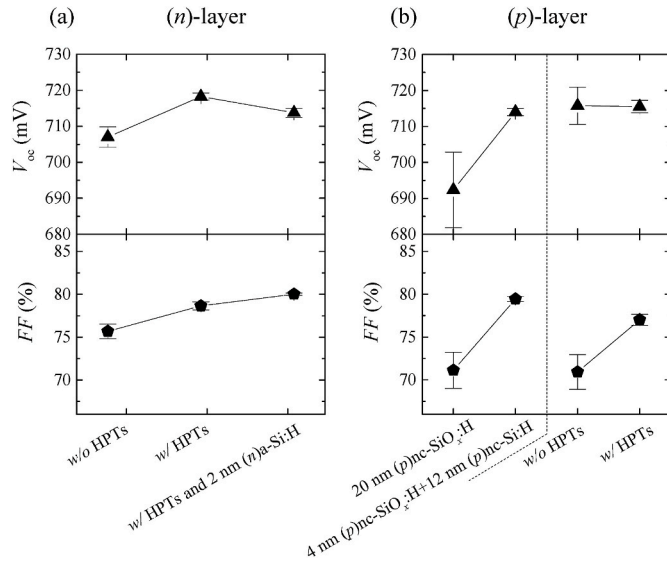 (a)
(n)-layer
730
720
710
700
690
680
Voc (mV)
85
80
75
70
FF (%)
w/o HPTs
w/ HPTs
w/ HPTs and 2 nm (n)a-Si:H
(b)
(p)-layer
730
720
710
700
690
680
Voc (mV)
85
80
75
70
FF (%)
20 nm (p)nc-SiOx:H
4 nm (p)nc-SiOx:H+12 nm (p)nc-Si:H
w/o HPTs
w/ HPTs